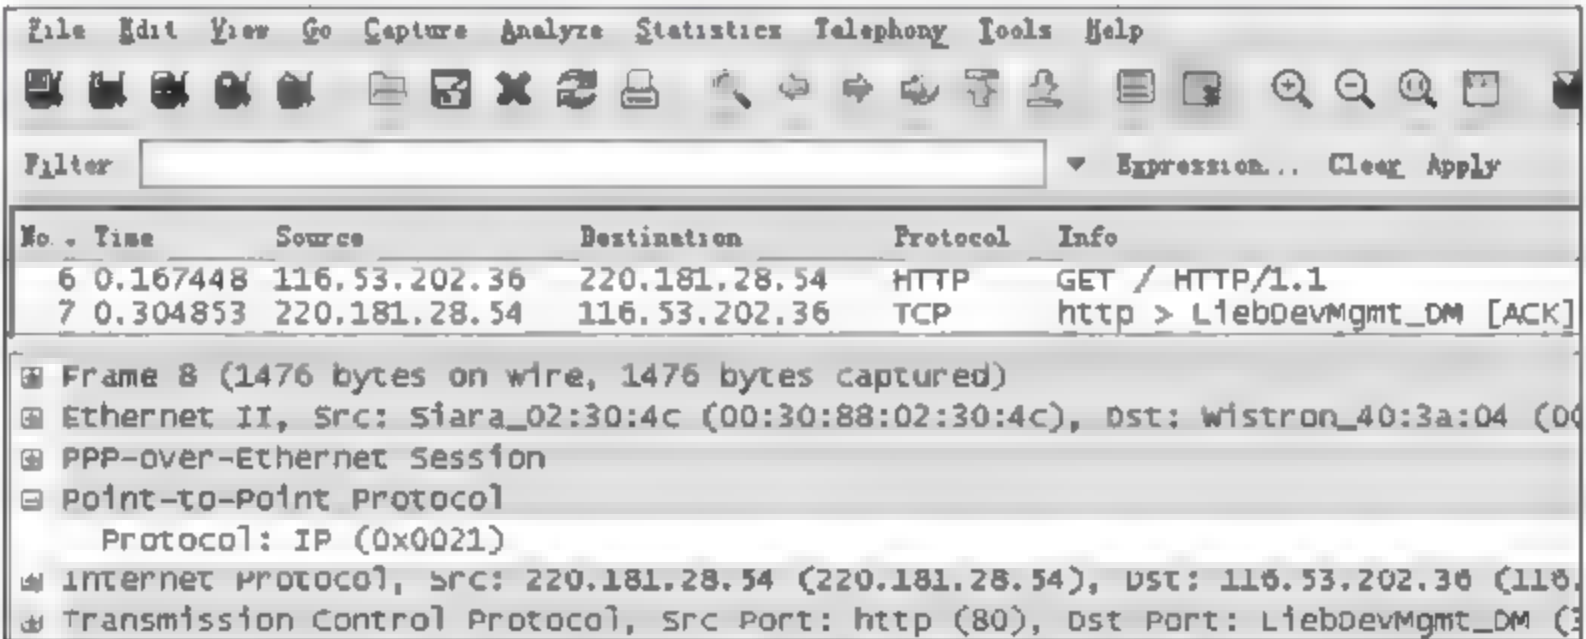 File Edit View Go Capture Analyze Statistics Telephony Tools Help
Filter Expression... Clear Apply
No. Time Source Destination Protocol Info
6 0.167448 116.53.202.36 220.181.28.54 HTTP GET / HTTP/1.1
7 0.304853 220.181.28.54 116.53.202.36 TCP http > LiebDevMgmt_DM [ACK]
Frame 8 (1476 bytes on wire, 1476 bytes captured)
Ethernet II, Src: Siara_02:30:4c (00:30:88:02:30:4c), Dst: Wistron_40:3a:04 (00
PPP-over-Ethernet Session
Point-to-Point Protocol
Protocol: IP (0x0021)
Internet Protocol, Src: 220.181.28.54 (220.181.28.54), Dst: 116.53.202.36 (116.
Transmission Control Protocol, Src Port: http (80), Dst Port: LiebDevMgmt_DM (3